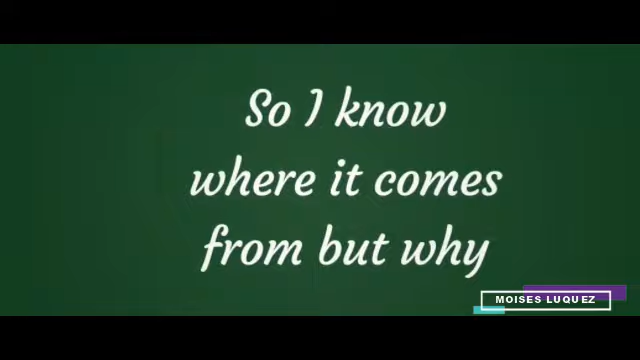 So I know
where it comes
from but why
MOISES LUQUEZ